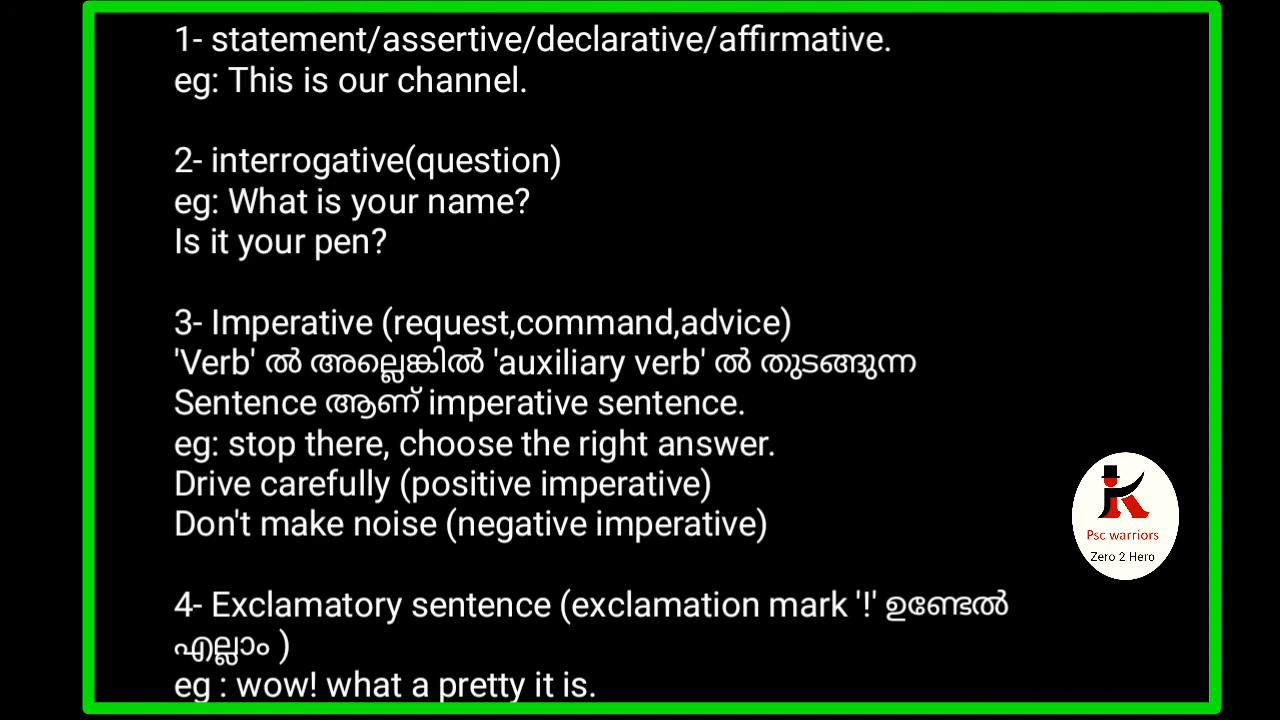 1- statement/assertive/declarative/affirmative.
eg: This is our channel.
2- interrogative(question)
eg: What is your name?
Is it your pen?
3- Imperative (request,command,advice)
'Verb' ൽ അല്ലെങ്കിൽ 'auxiliary verb' ൽ തുടങ്ങുന്ന
Sentence ആണ് imperative sentence.
eg: stop there, choose the right answer.
Drive carefully (positive imperative)
Don't make noise (negative imperative)
4- Exclamatory sentence (exclamation mark '!' ഉണ്ടേൽ
എല്ലാം )
eg : wow! what a pretty it is.
Psc warriors
Zero 2 Hero